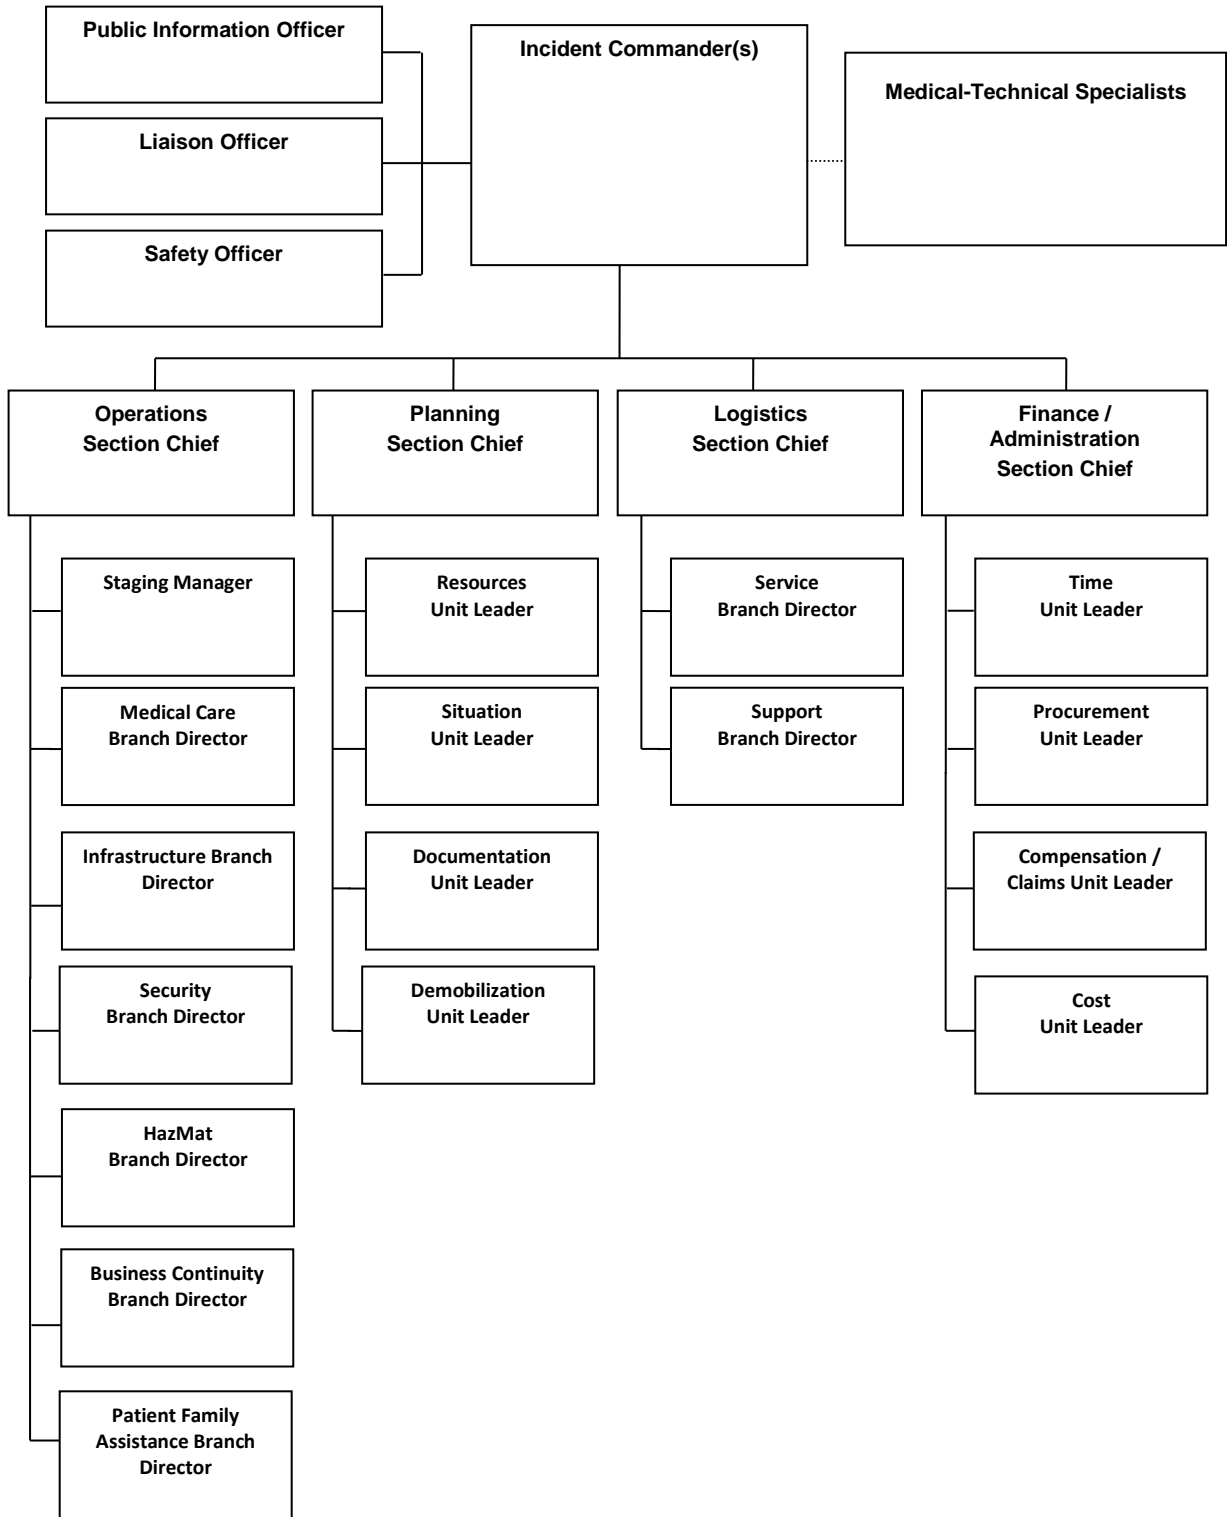 Public Information Officer
Incident Commander(s)
Medical-Technical Specialists
Liaison Officer
Safety Officer
Operations
Section Chief
Planning
Section Chief
Logistics
Section Chief
Finance /
Administration
Section Chief
Staging Manager
Medical Care
Branch Director
Infrastructure Branch
Director
Security
Branch Director
HazMat
Branch Director
Business Continuity
Branch Director
Patient Family
Assistance Branch
Director
Resources
Unit Leader
Situation
Unit Leader
Documentation
Unit Leader
Demobilization
Unit Leader
Service
Branch Director
Support
Branch Director
Time
Unit Leader
Procurement
Unit Leader
Compensation /
Claims Unit Leader
Cost
Unit Leader